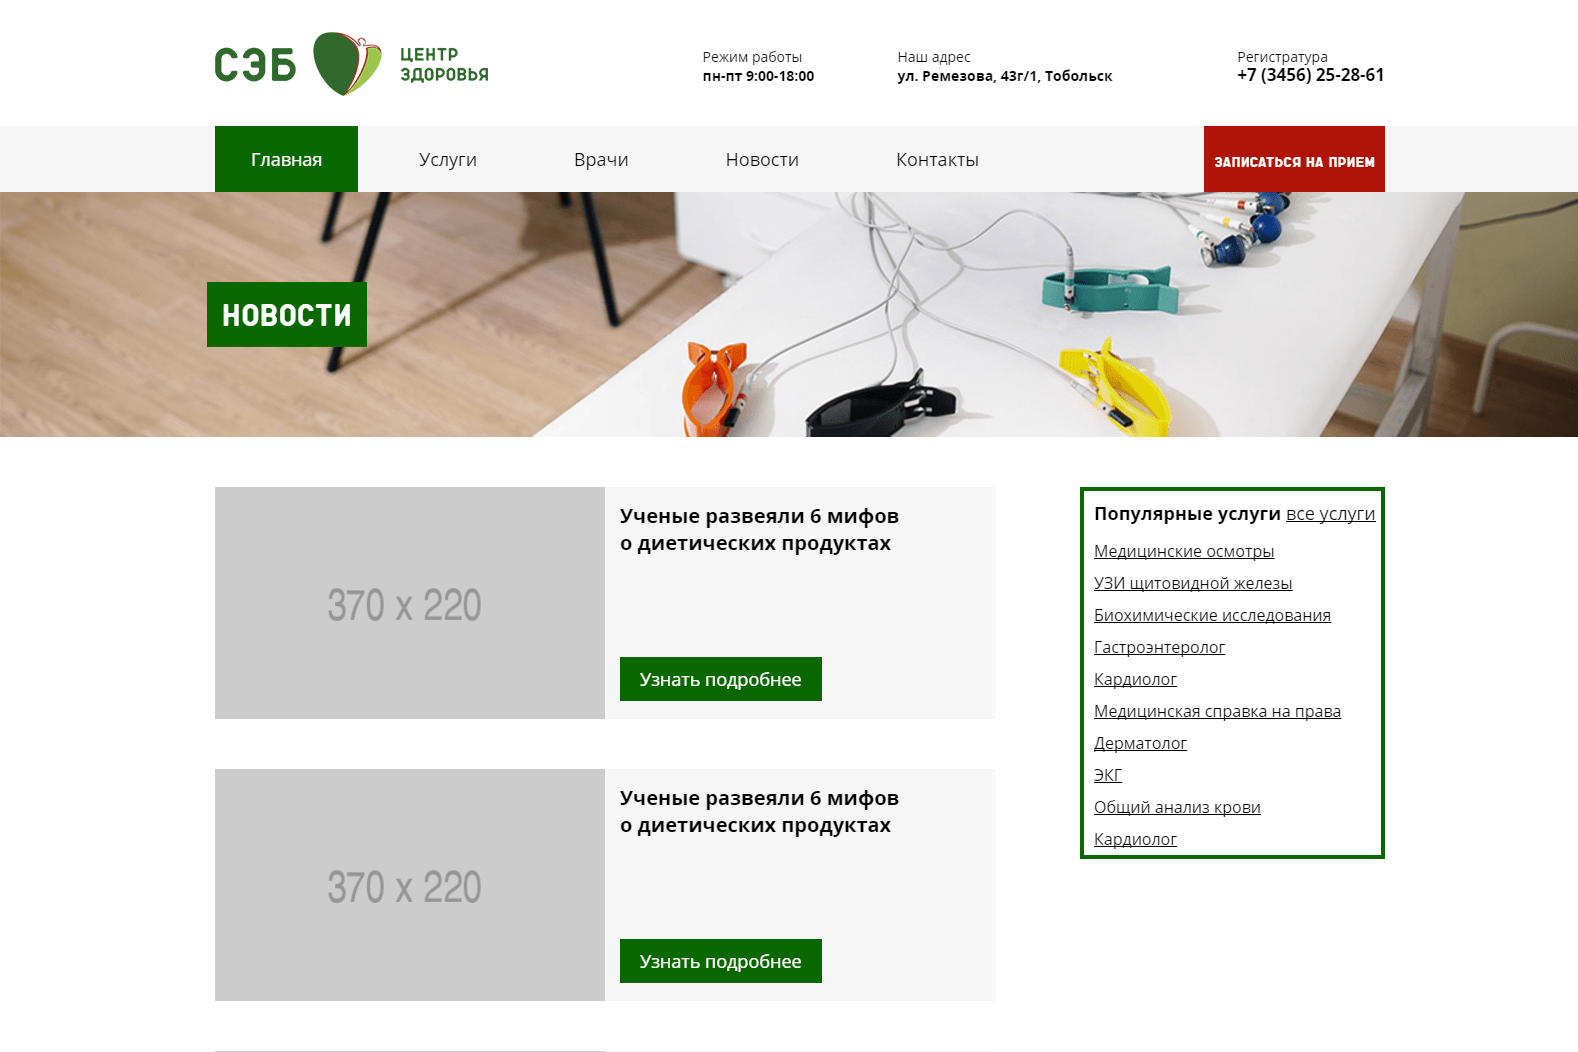 СЭБ
ЦЕНТР
ЗДОРОВЬЯ
Режим работы
пн-пт 9:00-18:00
Наш адрес
ул. Ремезова, 43г/1, Тобольск
Регистратура
+7 (3456) 25-28-61
Главная
Услуги
Врачи
Новости
Контакты
ЗАПИСАТЬСЯ НА ПРИЕМ
НОВОСТИ
370 x 220
Ученые развеяли 6 мифов
о диетических продуктах
Узнать подробнее
370 x 220
Ученые развеяли 6 мифов
о диетических продуктах
Узнать подробнее
Популярные услуги все услуги
Медицинские осмотры
УЗИ щитовидной железы
Биохимические исследования
Гастроэнтеролог
Кардиолог
Медицинская справка на права
Дерматолог
ЭКГ
Общий анализ крови
Кардиолог